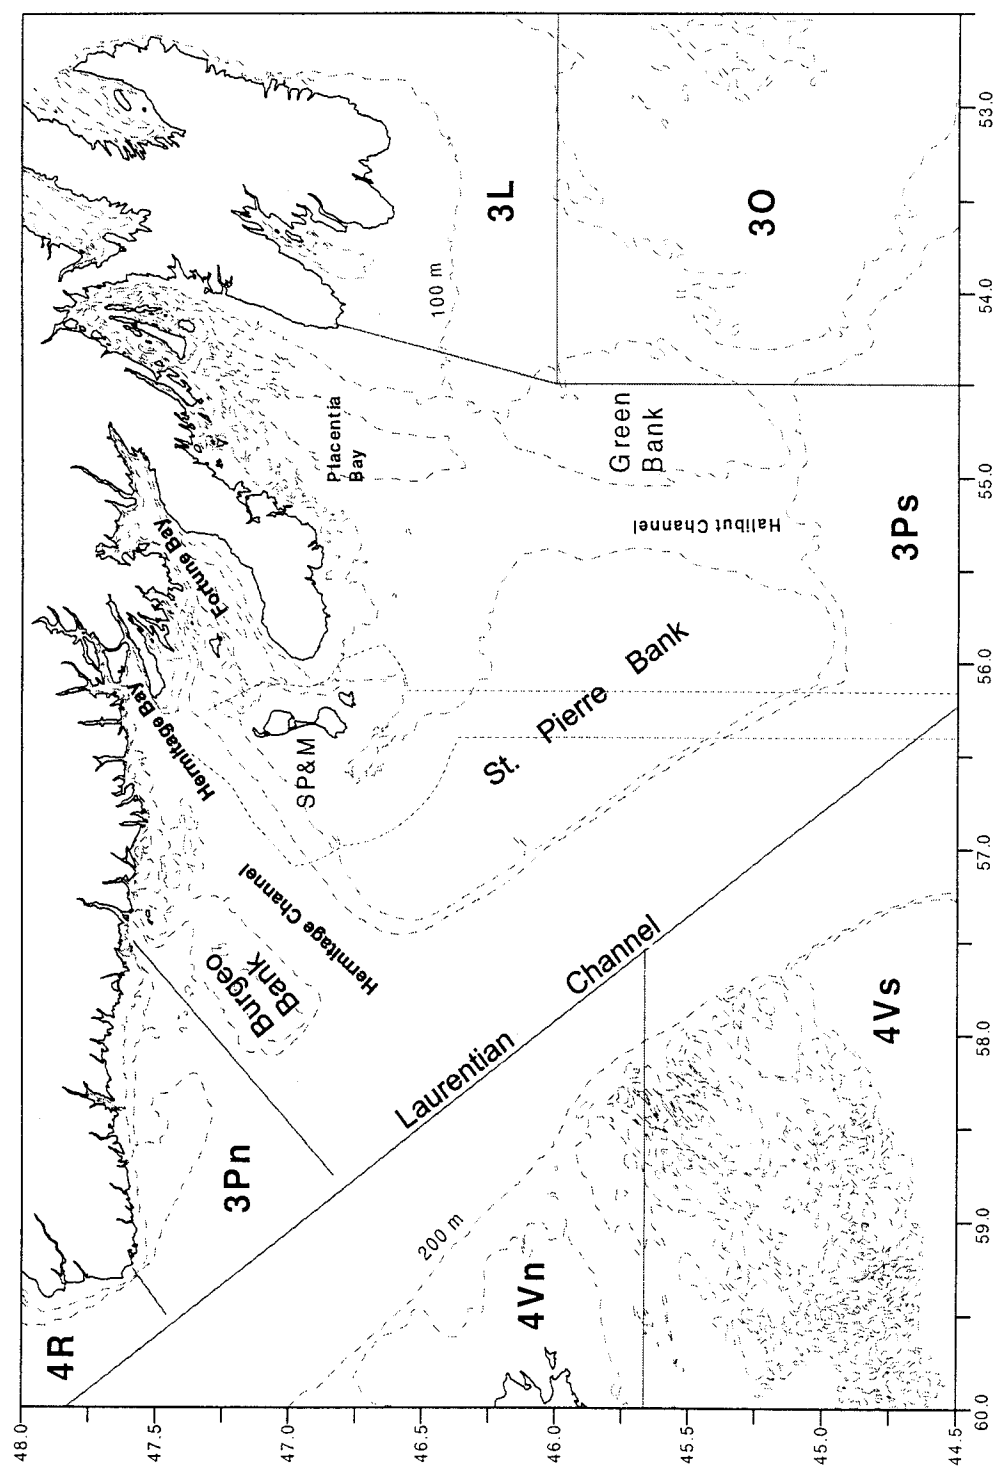 4R
3Pn
4Vn
4Vs
3Ps
3L
3O
Burgeo
Bank
Hermitage Channel
Hermitage Bay
Fortune Bay
SP&M
Placentia
Bay
Green
Bank
Halibut Channel
St. Pierre Bank
Laurentian Channel
100 m
200 m
48.0
47.5
47.0
46.5
46.0
45.5
45.0
44.5
60.0
59.0
58.0
57.0
56.0
55.0
54.0
53.0